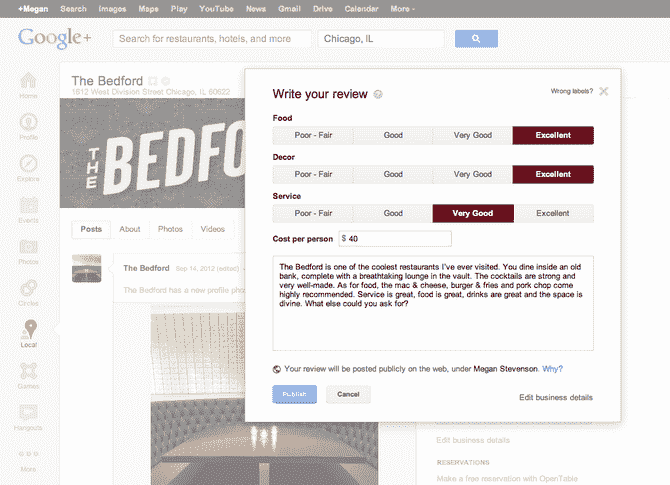 +Megan Search Images Maps Play YouTube News Gmail Drive Calendar More
Google+
Search for restaurants, hotels, and more
Chicago, IL
The Bedford
1612 West Division Street Chicago, IL 60622
THE BEDFO
Home
Profile
Explore
Events
Photos
Circles
Local
Games
Hangouts
More
Posts About Photos Videos
The Bedford Sep 14, 2012 (edited)
The Bedford has a new profile pho
Write your review
Wrong labels?
Food
Poor - Fair Good Very Good Excellent
Decor
Poor - Fair Good Very Good Excellent
Service
Poor - Fair Good Very Good Excellent
Cost per person $ 40
The Bedford is one of the coolest restaurants I've ever visited. You dine inside an old
bank, complete with a breathtaking lounge in the vault. The cocktails are strong and
very well-made. As for food, the mac & cheese, burger & fries and pork chop come
highly recommended. Service is great, food is great, drinks are great and the space is
divine. What else could you ask for?
Your review will be posted publicly on the web, under Megan Stevenson. Why?
Publish Cancel
Edit business details
Edit business details
RESERVATIONS
Make a free reservation with OpenTable